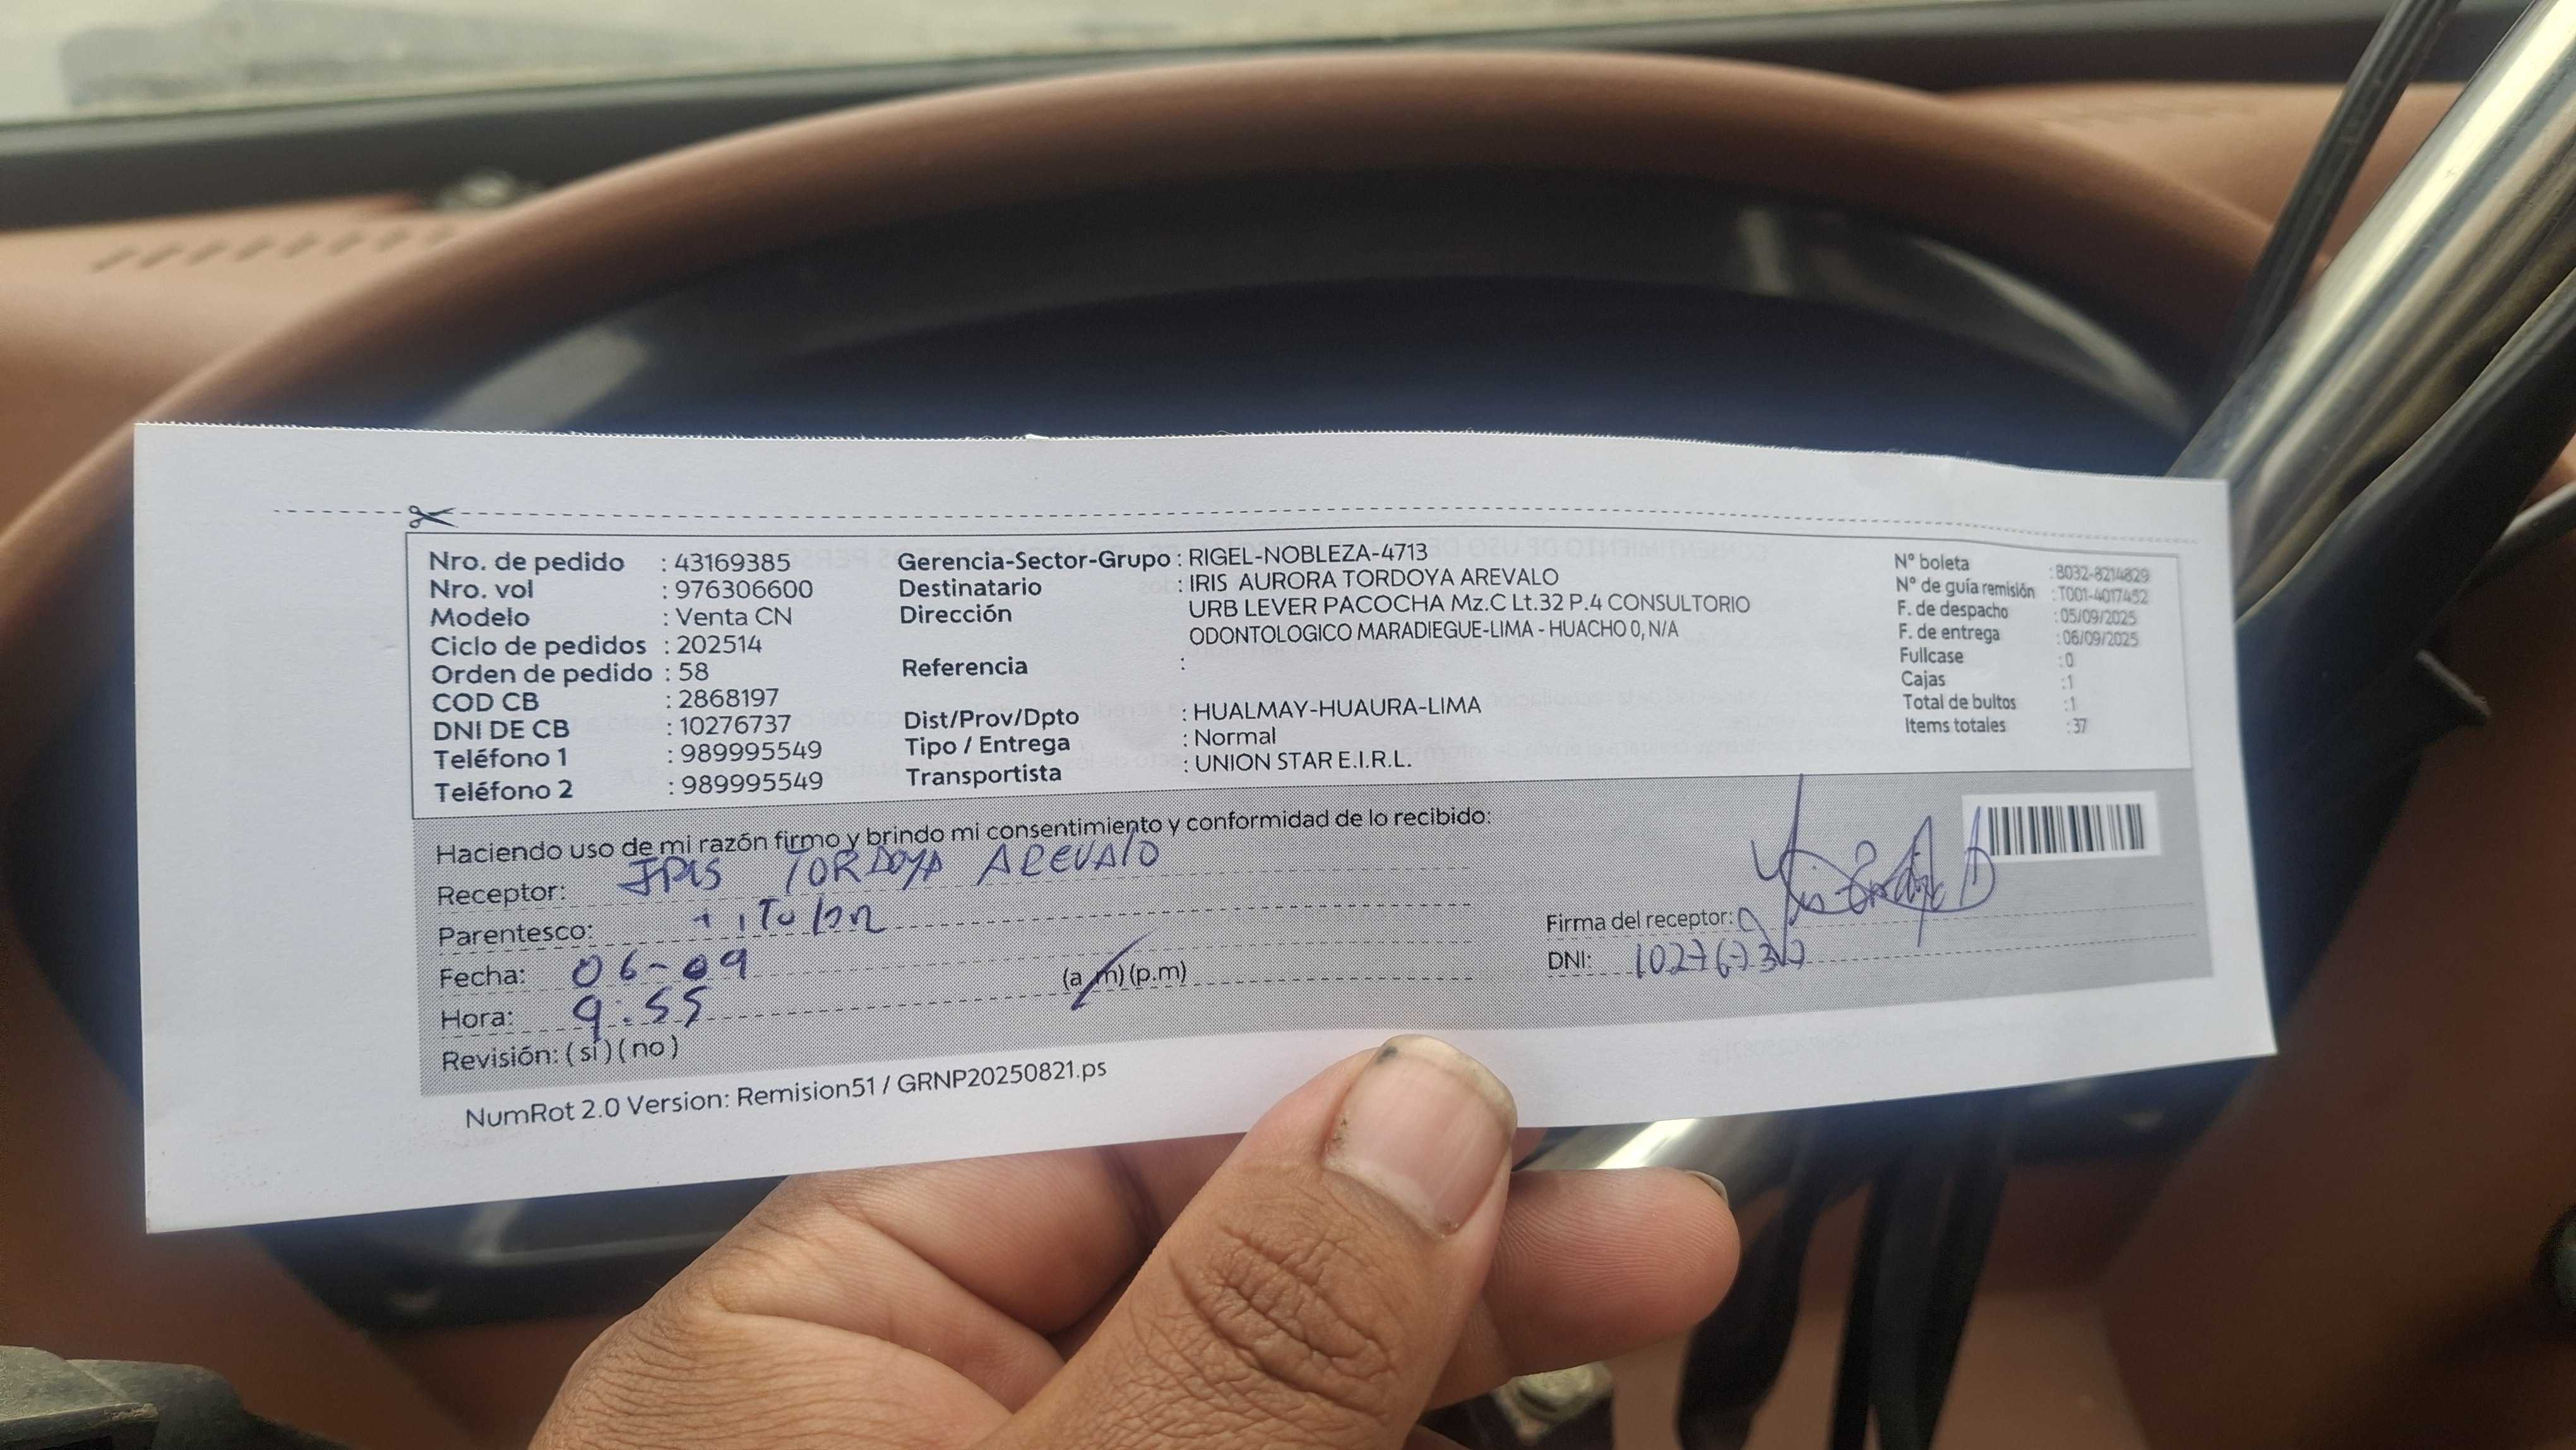 Nro. de pedido : 43169385
Nro. vol : 976306600
Modelo : Venta CN
Ciclo de pedidos : 202514
Orden de pedido : 58
COD CB : 2868197
DNI DE CB : 10276737
Teléfono 1 : 989995549
Teléfono 2 : 989995549
Gerencia-Sector-Grupo : RIGEL-NOBLEZA-4713
Destinatario : IRIS AURORA TORDOYA AREVALO
Dirección URB LEVER PACOCHA Mz.C Lt.32 P.4 CONSULTORIO
ODONTOLOGICO MARADIEGUE-LIMA - HUACHO 0, N/A
Referencia :
Dist/Prov/Dpto : HUALMAY-HUAURA-LIMA
Tipo / Entrega : Normal
Transportista : UNION STAR E.I.R.L.
N° boleta : B032-8214829
N° de guía remisión : T001-4017452
F. de despacho : 05/09/2025
F. de entrega : 06/09/2025
Fullcase : 0
Cajas : 1
Total de bultos : 1
Items totales : 37
Haciendo uso de mi razón firmo y brindo mi consentimiento y conformidad de lo recibido:
Receptor: IRIS TORDOYA AREVALO
Parentesco: titular
Fecha: 06-09
Hora: 9:55 (a.m) (p.m)
Revisión: ( si ) ( no )
Firma del receptor:
DNI: 10276737
NumRot 2.0 Version: Remision51 / GRNP20250821.ps